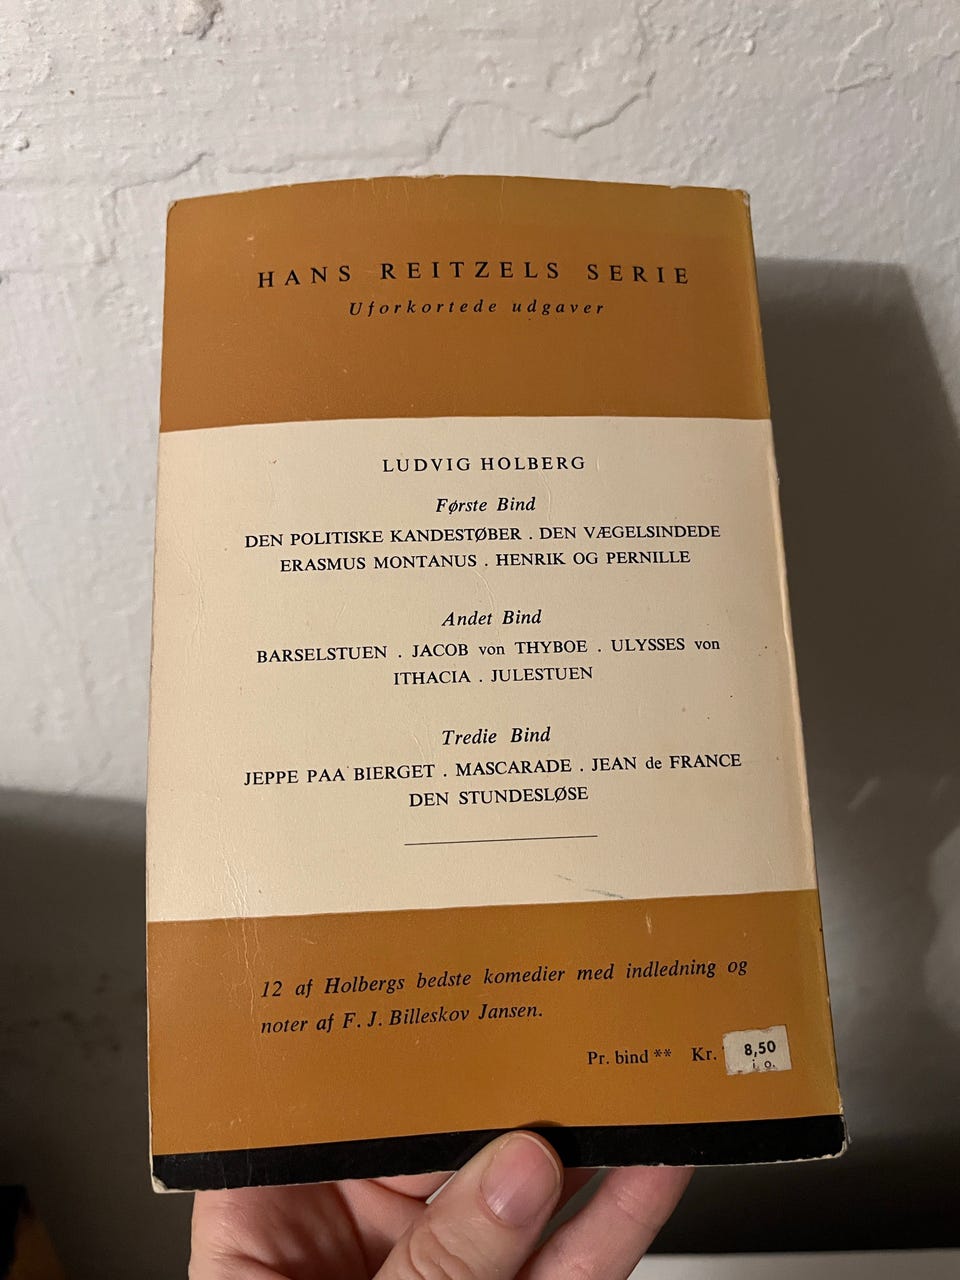 HANS REITZELS SERIE
Uforkortede udgaver
LUDVIG HOLBERG
Første Bind
DEN POLITISKE KANDESTØBER . DEN VÆGELSINDEDE
ERASMUS MONTANUS . HENRIK OG PERNILLE
Andet Bind
BARSELSTUEN . JACOB von THYBOE . ULYSSES von
ITHACIA . JULESTUEN
Tredie Bind
JEPPE PAA BIERGET . MASCARADE . JEAN de FRANCE
DEN STUNDESLØSE
12 af Holbergs bedste komedier med indledning og
noter af F. J. Billeskov Jansen.
Pr. bind ** Kr. 8,50
i. o.